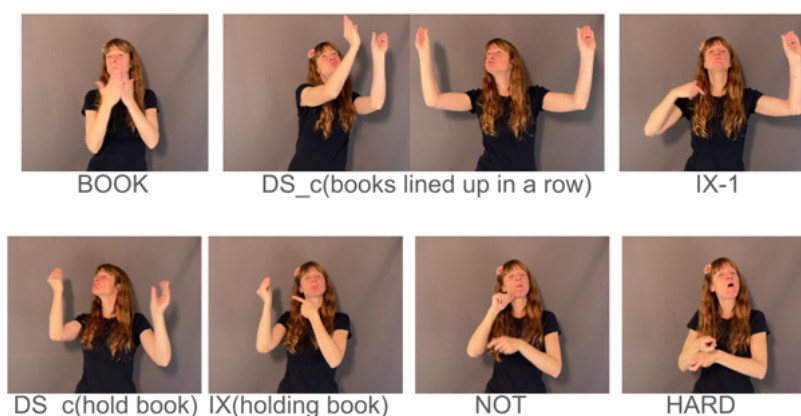 BOOK DS_c(books lined up in a row) IX-1
DS_c(hold book) IX(holding book) NOT HARD